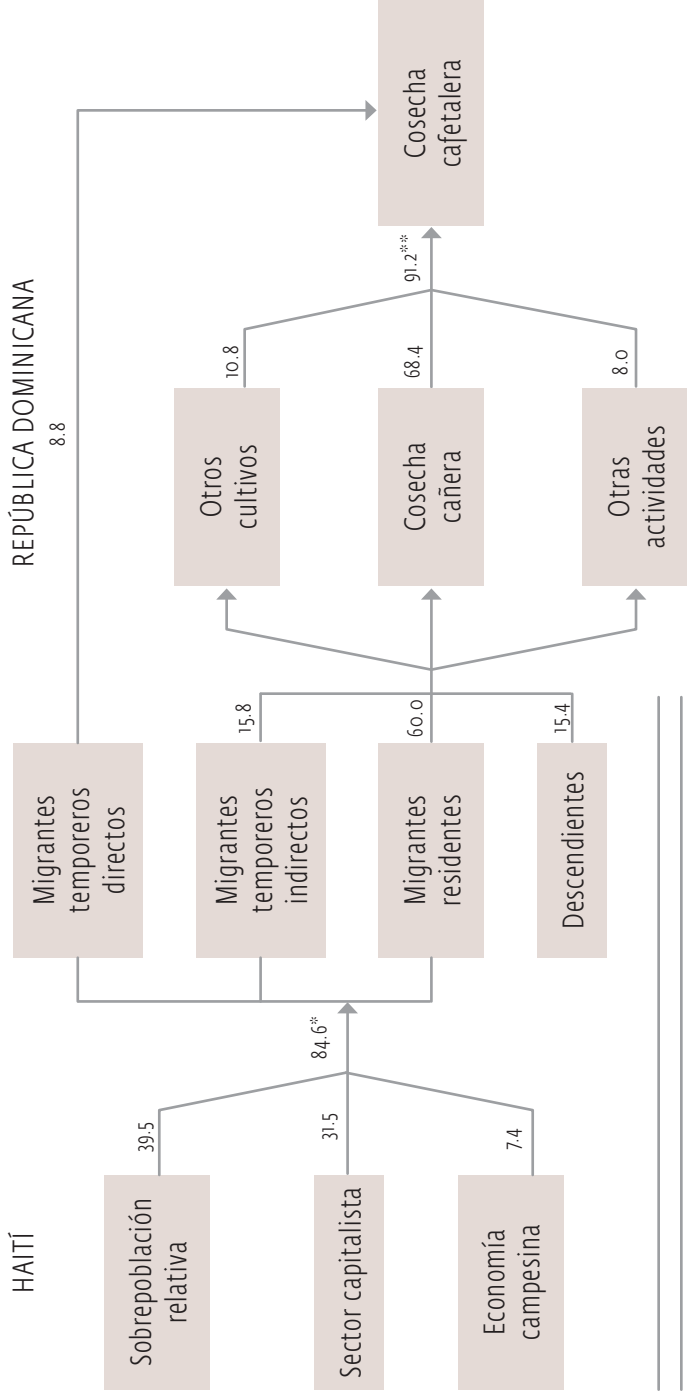 HAITÍ
REPÚBLICA DOMINICANA
8.8
Sobrepoblación
relativa
39.5
Sector capitalista
31.5
Economía
campesina
7.4
84.6*
Migrantes
temporeros
directos
Migrantes
temporeros
indirectos
15.8
Migrantes
residentes
60.0
Descendientes
15.4
Otros
cultivos
10.8
Cosecha
cañera
68.4
Otras
actividades
8.0
91.2**
Cosecha
cafetalera